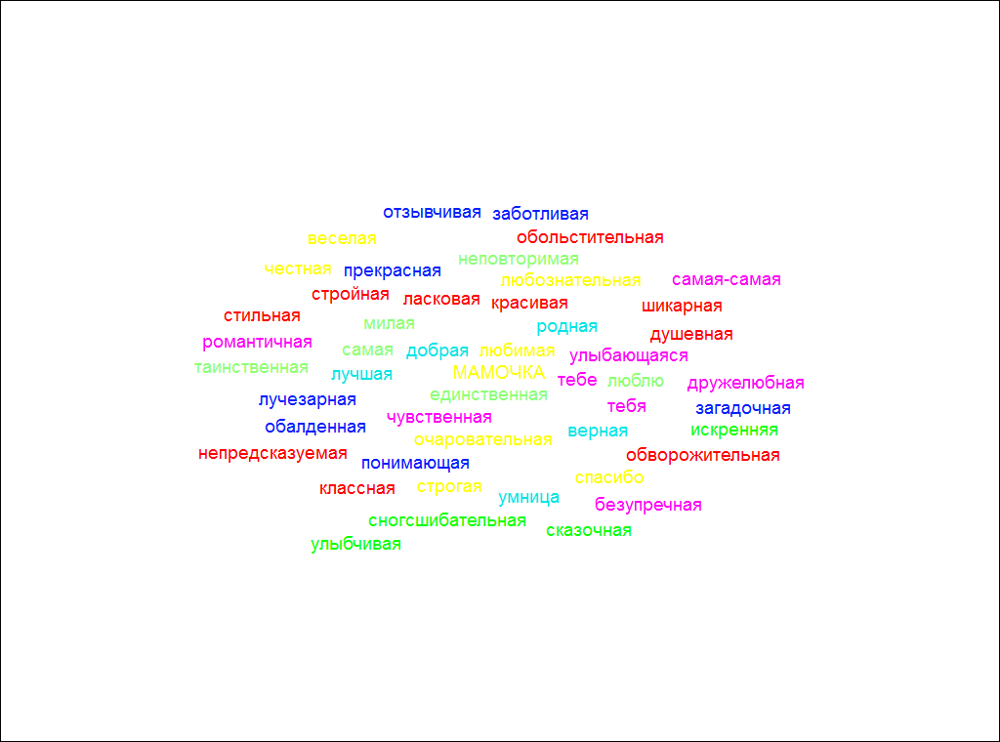 отзывчивая заботливая
веселая обольстительная
неповторимая
честная прекрасная любознательная самая-самая
стройная ласковая красивая шикарная
стильная милая родная душевная
романтичная самая добрая любимая улыбающаяся
таинственная лучшая МАМОЧКА тебе люблю дружелюбная
лучезарная единственная тебя загадочная
обалденная чувственная верная искренняя
очаровательная
непредсказуемая понимающая обворожительная
классная строгая спасибо
умница безупречная
сногсшибательная сказочная
улыбчивая